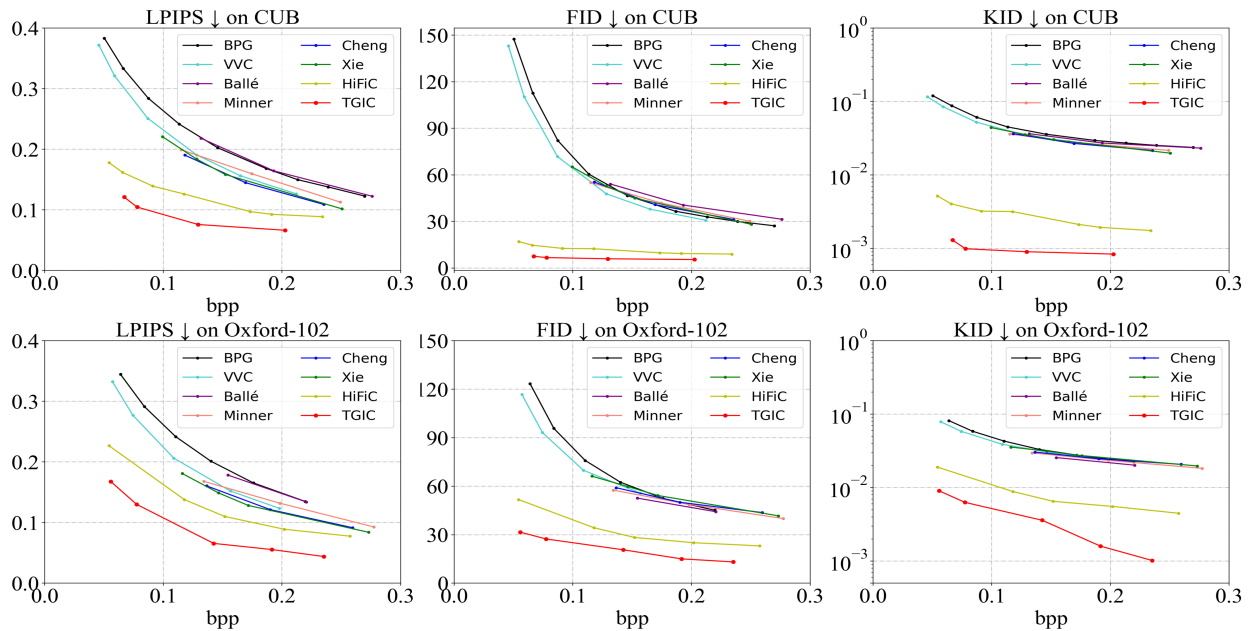 LPIPS ↓ on CUB
0.4
0.3
0.2
0.1
0.0
BPG
VVC
Ballé
Minner
Cheng
Xie
HiFiC
TGIC
0.0 0.1 0.2 0.3
bpp
FID ↓ on CUB
150
120
90
60
30
0
BPG
VVC
Ballé
Minner
Cheng
Xie
HiFiC
TGIC
0.0 0.1 0.2 0.3
bpp
KID ↓ on CUB
10⁰
10⁻¹
10⁻²
10⁻³
BPG
VVC
Ballé
Minner
Cheng
Xie
HiFiC
TGIC
0.0 0.1 0.2 0.3
bpp
LPIPS ↓ on Oxford-102
0.4
0.3
0.2
0.1
0.0
BPG
VVC
Ballé
Minner
Cheng
Xie
HiFiC
TGIC
0.0 0.1 0.2 0.3
bpp
FID ↓ on Oxford-102
150
120
90
60
30
0
BPG
VVC
Ballé
Minner
Cheng
Xie
HiFiC
TGIC
0.0 0.1 0.2 0.3
bpp
KID ↓ on Oxford-102
10⁰
10⁻¹
10⁻²
10⁻³
BPG
VVC
Ballé
Minner
Cheng
Xie
HiFiC
TGIC
0.0 0.1 0.2 0.3
bpp